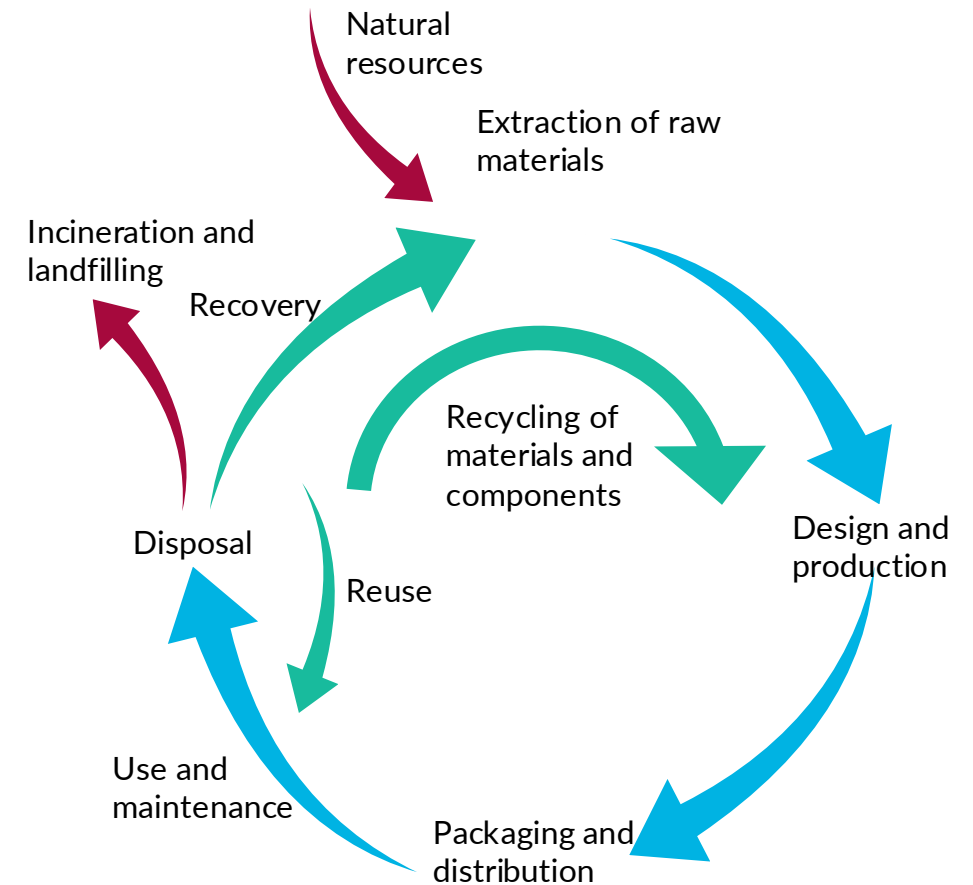 Natural
resources
Extraction of raw
materials
Incineration and
landfilling
Recovery
Recycling of
materials and
components
Design and
production
Disposal
Reuse
Use and
maintenance
Packaging and
distribution